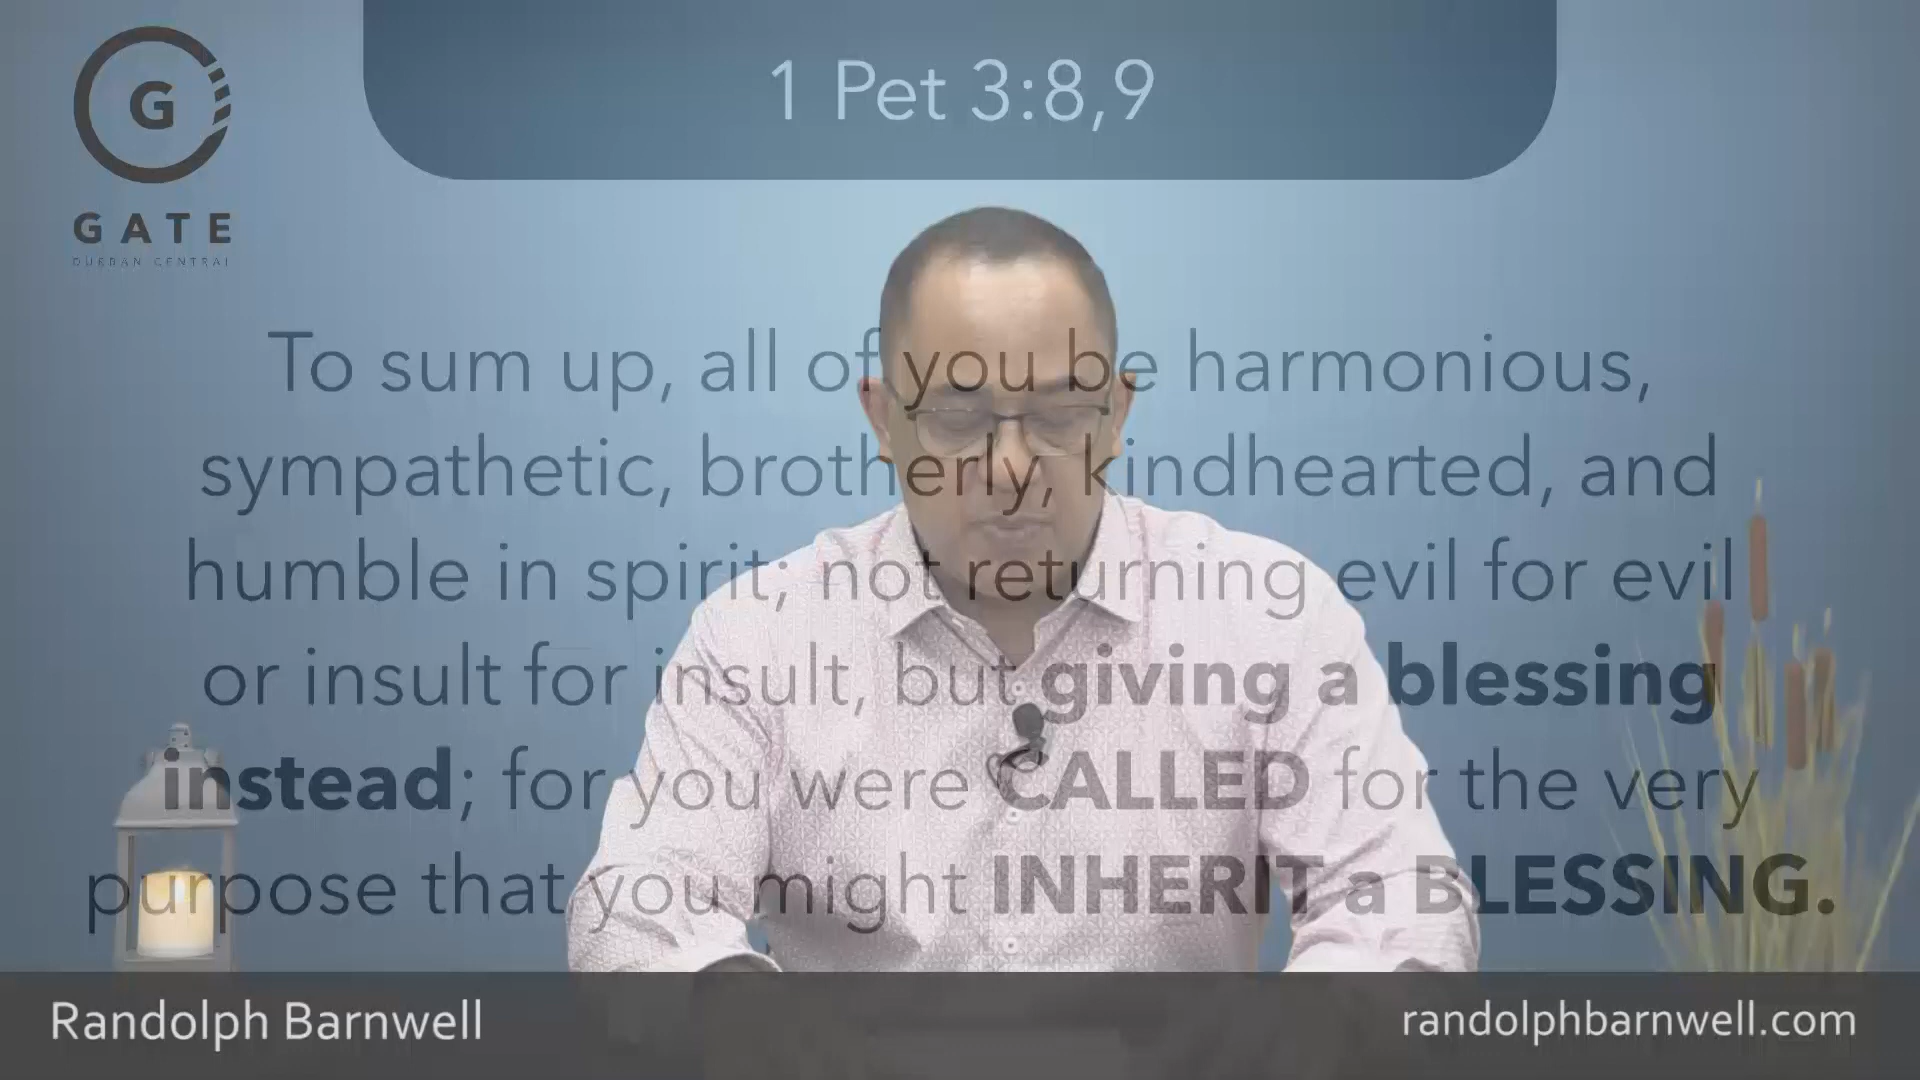 G
GATE
DURBAN CENTRAL
1 Pet 3:8,9
To sum up, all of you be harmonious,
sympathetic, brotherly, kindhearted, and
humble in spirit; not returning evil for evil
or insult for insult, but giving a blessing
instead; for you were CALLED for the very
purpose that you might INHERIT a BLESSING.
Randolph Barnwell
randolphbarnwell.com